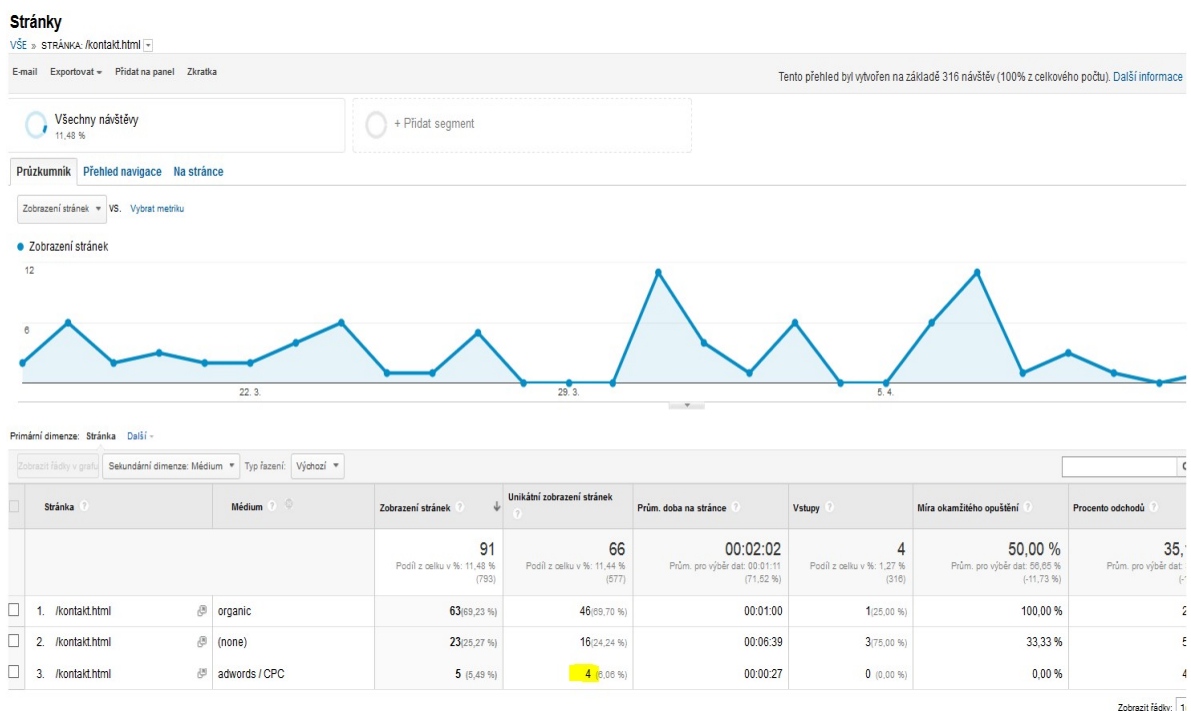 Stránky
VŠE » STRÁNKA: /kontakt.html
E-mail Exportovat Přidat na panel Zkratka
Tento přehled byl vytvořen na základě 316 návštěv (100% z celkového počtu). Další informace
Všechny návštěvy
11,48 %
+ Přidat segment
Průzkumník Přehled navigace Na stránce
Zobrazení stránek VS. Vybrat metriku
Zobrazení stránek
12
6
22. 3. 29. 3. 5. 4.
Primární dimenze: Stránka Další
Zobrazit řádky v grafu Sekundární dimenze: Médium Typ řazení: Výchozí
Stránka ? Médium ? Zobrazení stránek ? Unikátní zobrazení stránek ? Prům. doba na stránce ? Vstupy ? Míra okamžitého opuštění ? Procento odchodů ?
91 66 00:02:02 4 50,00 % 35,
Podíl z celku v %: 11,48 % Podíl z celku v %: 11,44 % Prům. pro výběr dat: 00:01:11 Podíl z celku v %: 1,27 % Prům. pro výběr dat: 56,65 % Prům. pro výběr dat:
(793) (577) (71,52 %) (316) (-11,73 %)
1. /kontakt.html organic 63(69,23 %) 46(69,70 %) 00:01:00 1(25,00 %) 100,00 % 2
2. /kontakt.html (none) 23(25,27 %) 16(24,24 %) 00:06:39 3(75,00 %) 33,33 % 5
3. /kontakt.html adwords / CPC 5 (5,49 %) 4 (6,06 %) 00:00:27 0 (0,00 %) 0,00 % 4
Zobrazit řádky: 1